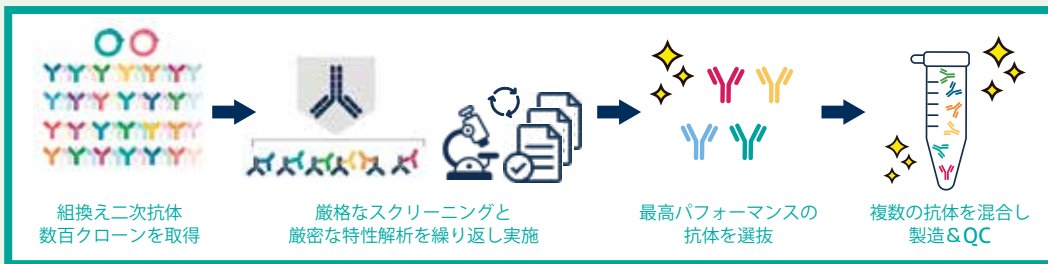 組換え二次抗体
数百クローンを取得
厳格なスクリーニングと
厳密な特性解析を繰り返し実施
最高パフォーマンスの
抗体を選抜
複数の抗体を混合し
製造&QC